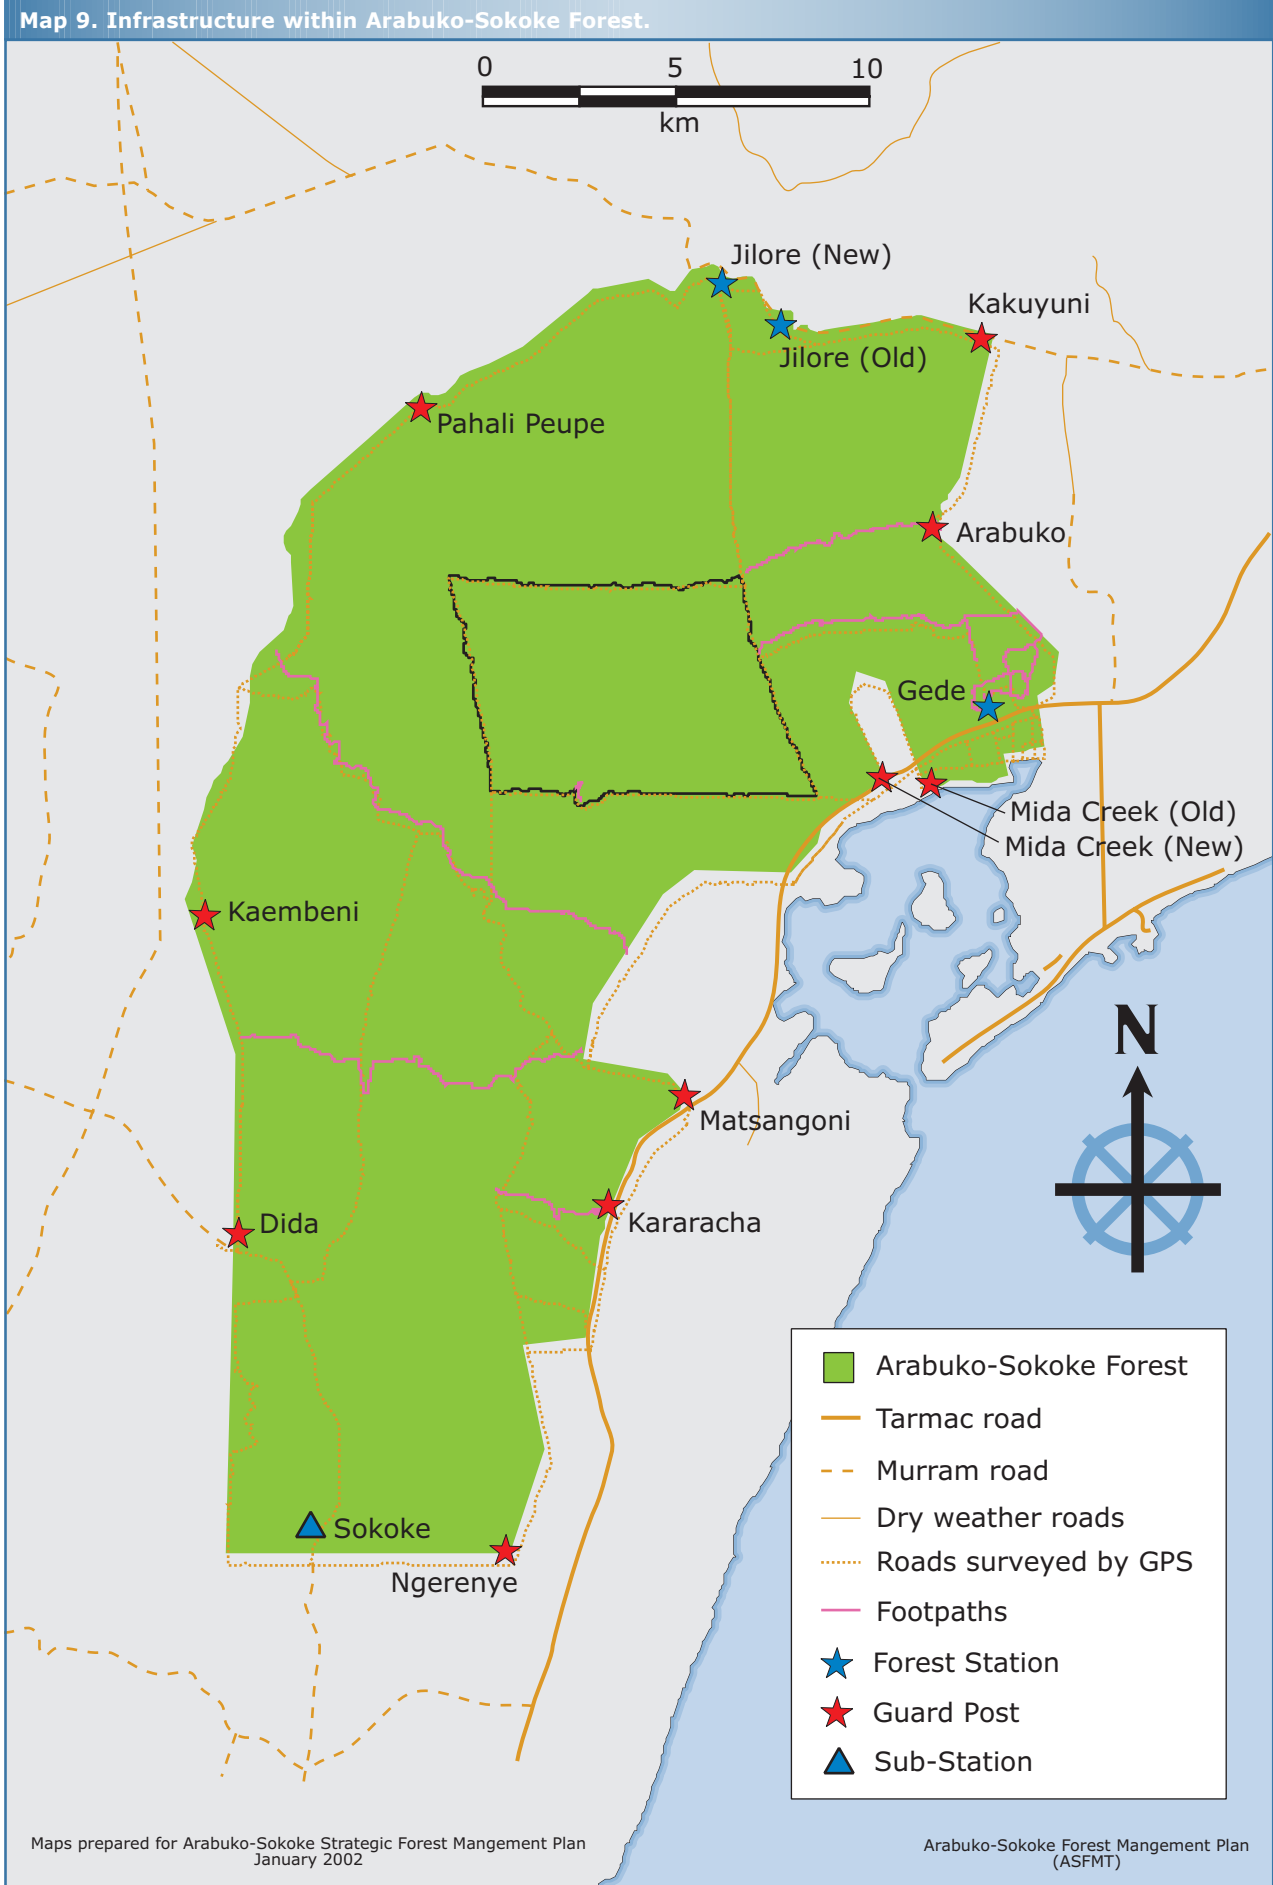 Map 9. Infrastructure within Arabuko-Sokoke Forest.
0 5 10
km
Jilore (New)
Kakuyuni
Jilore (Old)
Pahali Peupe
Arabuko
Gede
Mida Creek (Old)
Mida Creek (New)
Kaembeni
N
Matsangoni
Dida
Kararacha
Arabuko-Sokoke Forest
Tarmac road
Murram road
Dry weather roads
Roads surveyed by GPS
Footpaths
Forest Station
Guard Post
Sub-Station
Sokoke
Ngerenye
Maps prepared for Arabuko-Sokoke Strategic Forest Mangement Plan
January 2002
Arabuko-Sokoke Forest Mangement Plan
(ASFMT)